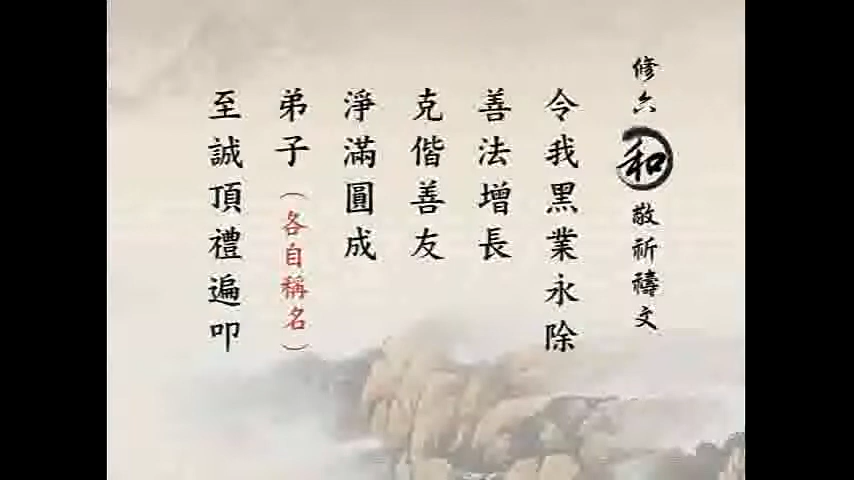 修六和敬祈禱文
令我黑業永除
善法增長
克偕善友
淨滿圓成
弟子（各自稱名）
至誠頂禮遍叩